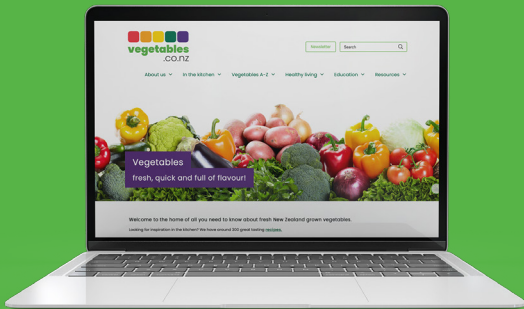 vegetables
.co.nz
Newsletter
Search
About us
In the kitchen
Vegetables A-Z
Healthy living
Education
Resources
Vegetables
fresh, quick and full of flavour!
Welcome to the home of all you need to know about fresh New Zealand grown vegetables.
Looking for inspiration in the kitchen? We have around 300 great tasting recipes.